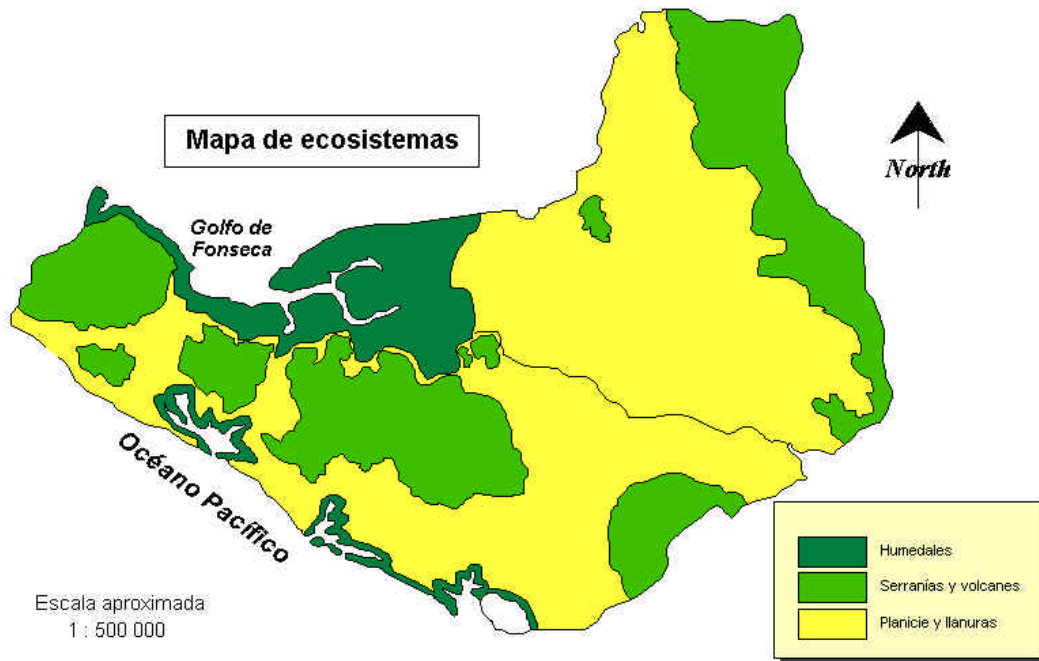 Mapa de ecosistemas
North
Golfo de
Fonseca
Océano Pacífico
Escala aproximada
1 : 500 000
Humedales
Serranías y volcanes
Planicie y llanuras